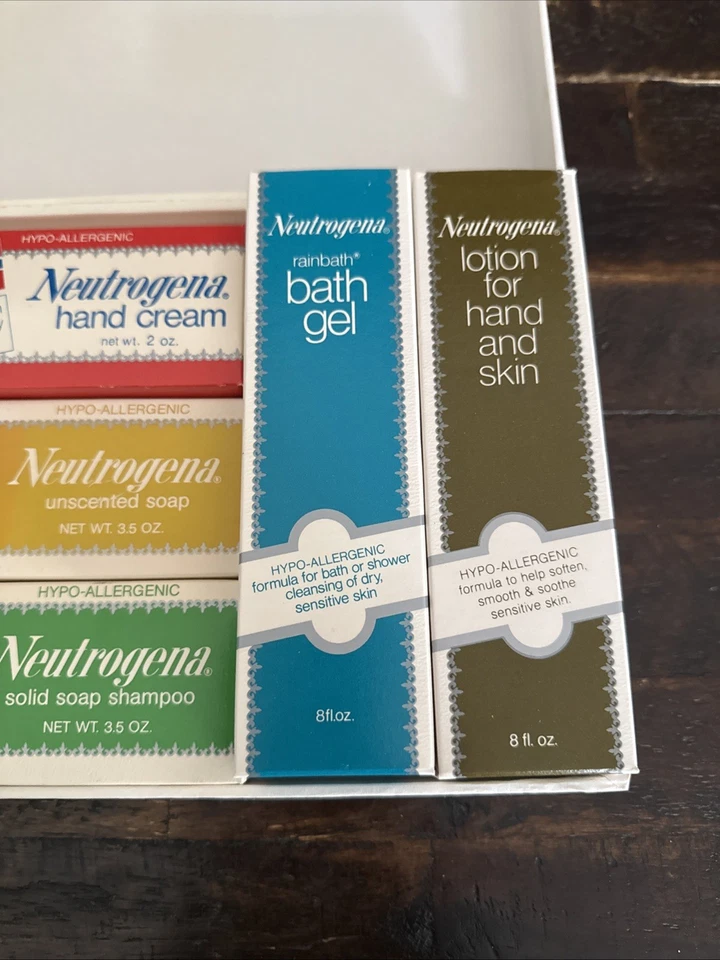 HYPO-ALLERGENIC
Neutrogena®
hand cream
net wt. 2 oz.
HYPO-ALLERGENIC
Neutrogena®
unscented soap
NET WT. 3.5 OZ.
HYPO-ALLERGENIC
Neutrogena®
solid soap shampoo
NET WT. 3.5 OZ.
Neutrogena®
rainbath®
bath
gel
HYPO-ALLERGENIC
formula for bath or shower
cleansing of dry,
sensitive skin
8fl.oz.
Neutrogena®
lotion
for
hand
and
skin
HYPO-ALLERGENIC
formula to help soften,
smooth & soothe
sensitive skin.
8 fl. oz.